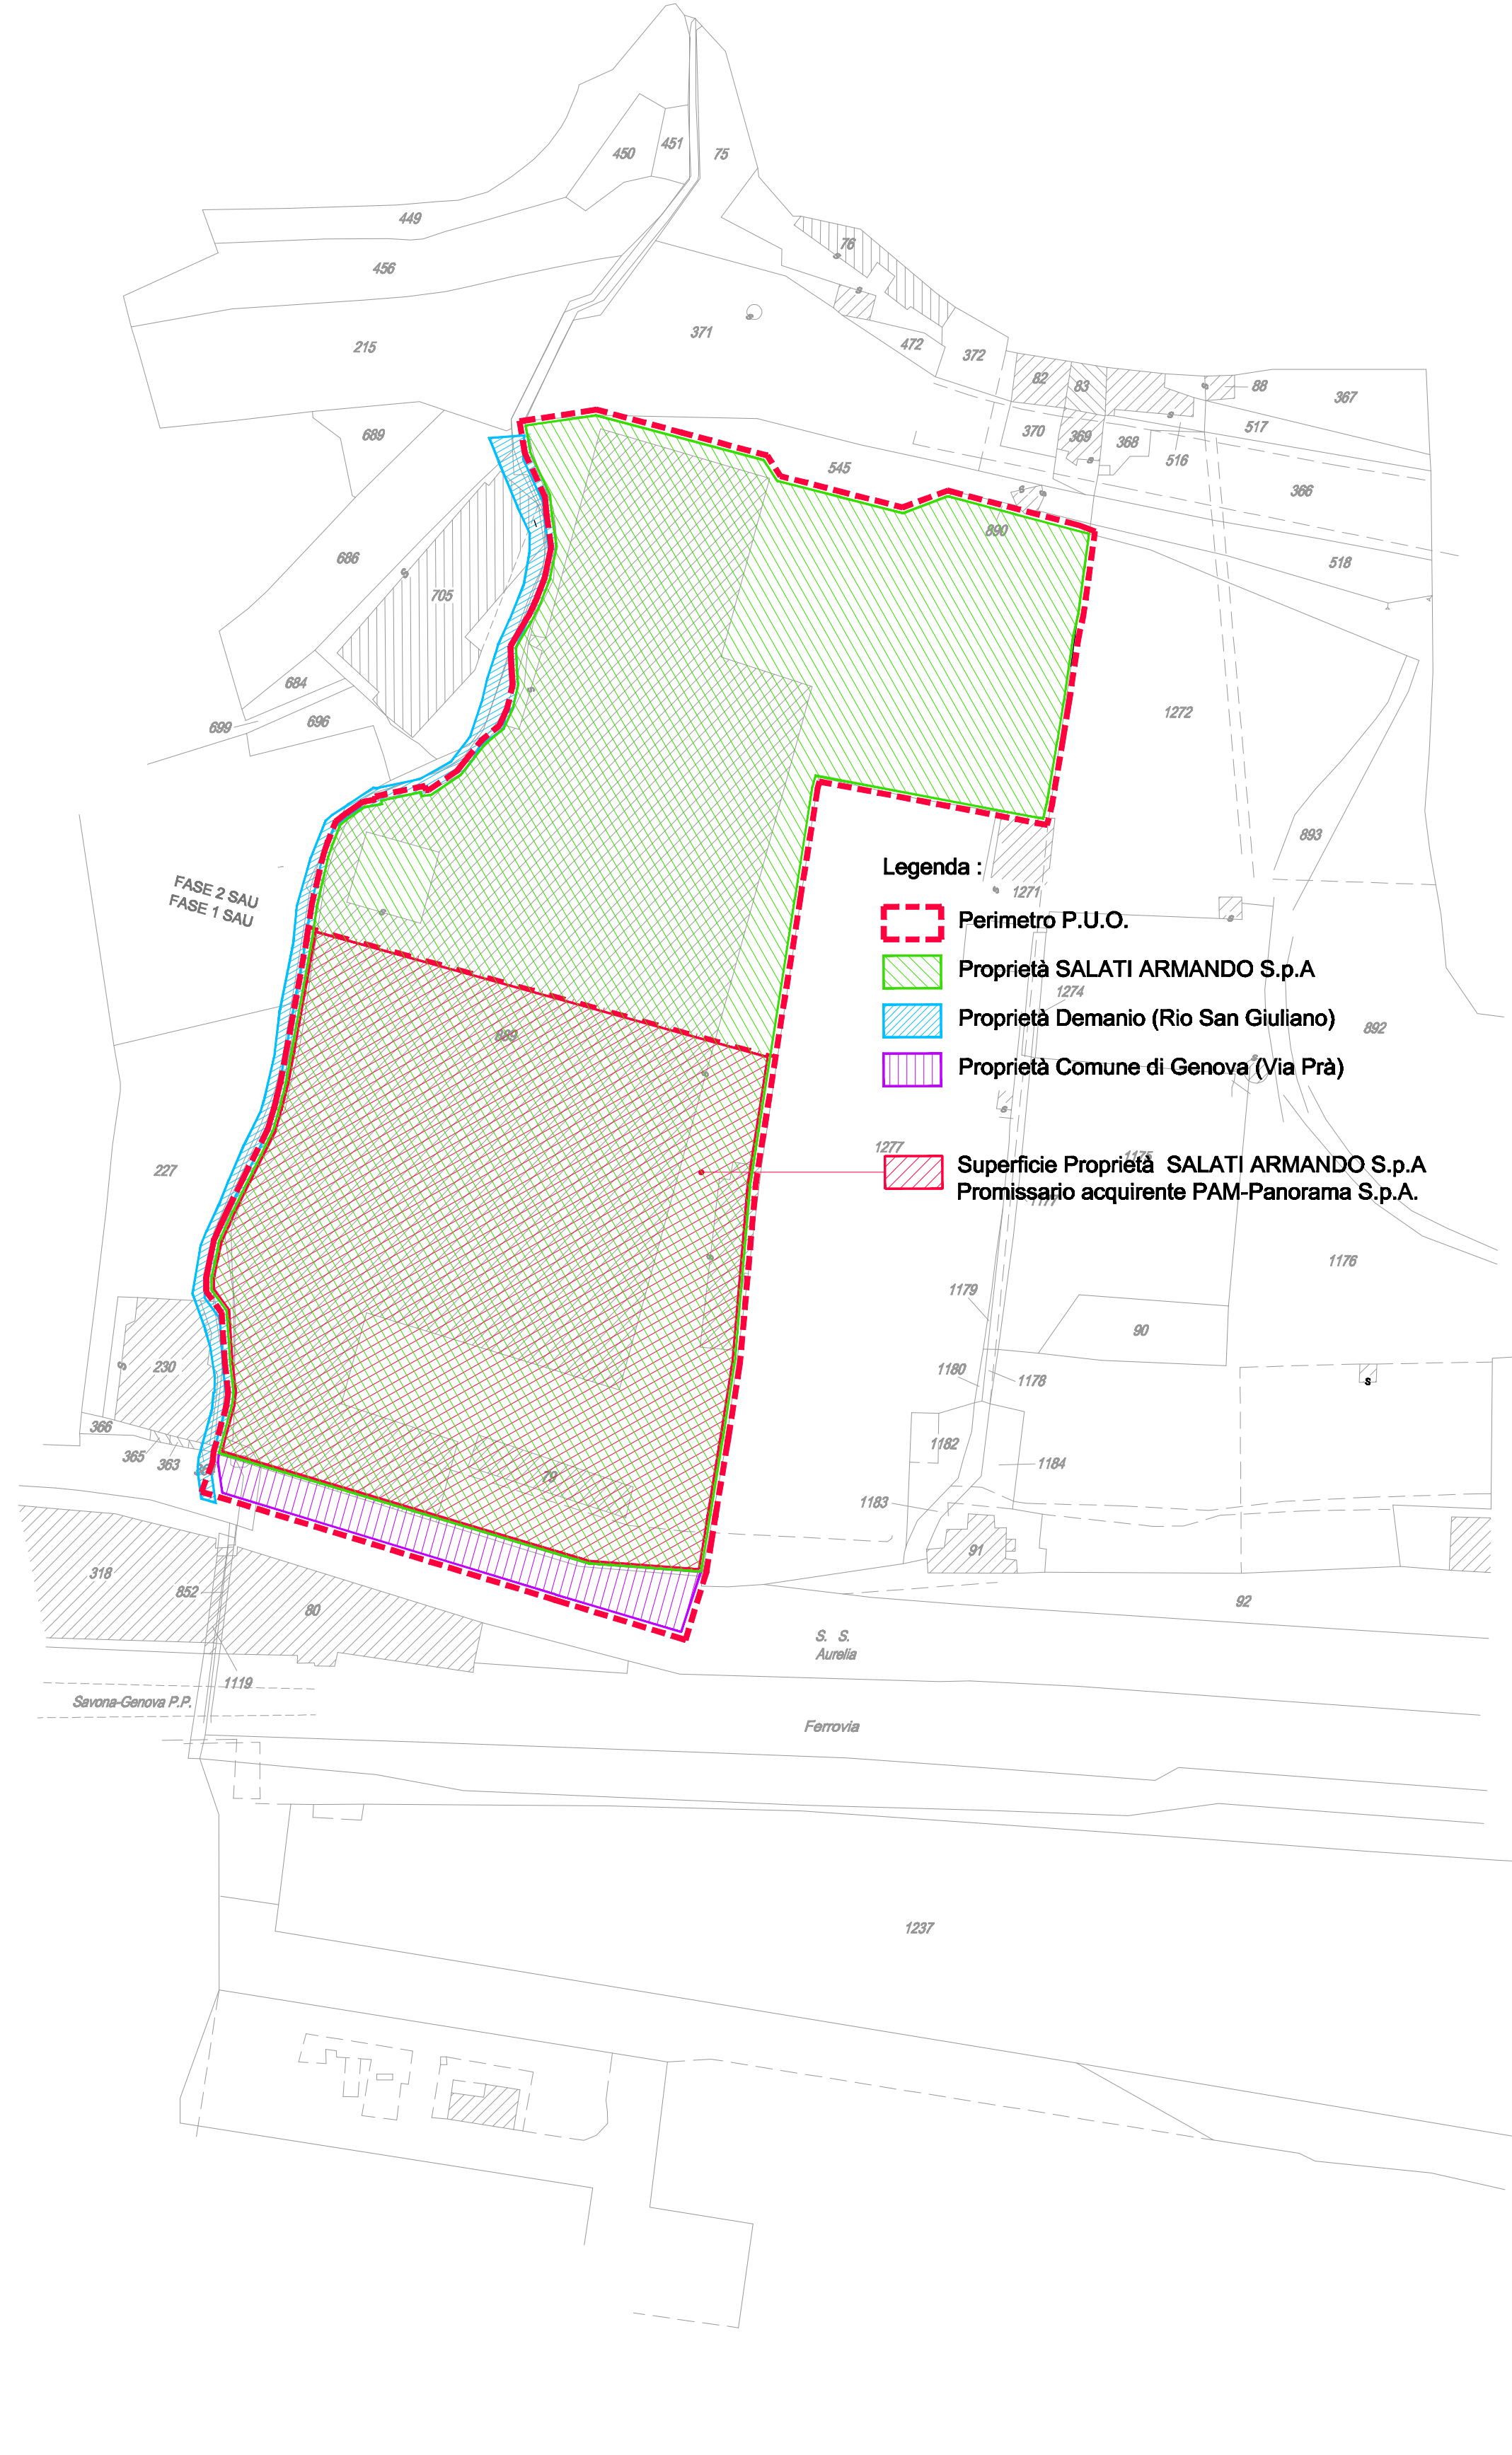 450
451
75
449
76
s
456
s
s
371
472
372
215
82
83
s
88
367
s
517
689
370
369
368
516
s
545
366
s
s
890
686
518
s
705
684
s
699
696
1272
893
Legenda :
FASE 2 SAU
FASE 1 SAU
s
1271
s
s
Perimetro P.U.O.
Proprietà SALATI ARMANDO S.p.A
1274
Proprietà Demanio (Rio San Giuliano)
892
889
s
Proprietà Comune di Genova (Via Prà)
s
s
1277
1175
227
Superficie Proprietà SALATI ARMANDO S.p.A
Promissario acquirente PAM-Panorama S.p.A.
1177
s
1176
1179
90
230
s
1180
1178
s
366
365
363
36
1182
1184
79
1183
91
318
852
80
92
S. S.
Aurelia
1119
Savona-Genova P.P.
Ferrovia
1237